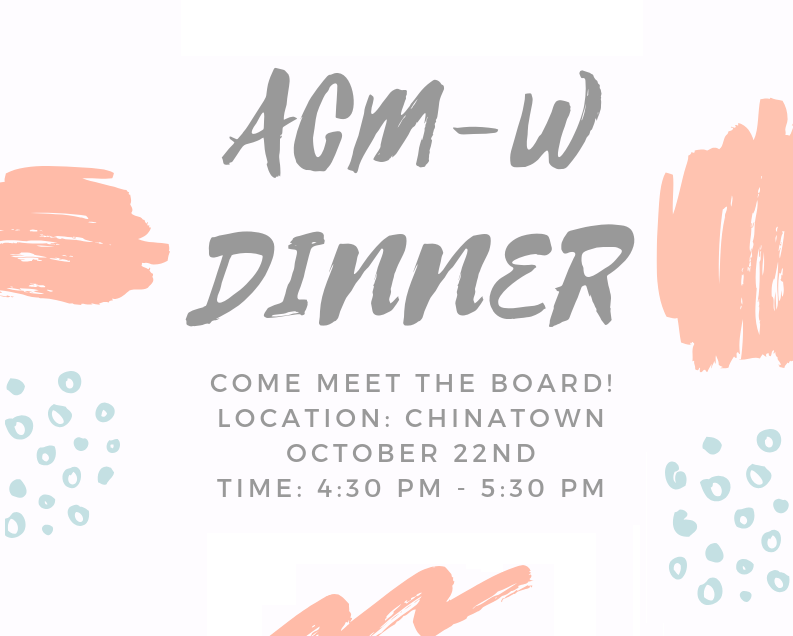 ACM-W
DINNER
COME MEET THE BOARD!
LOCATION: CHINATOWN
OCTOBER 22ND
TIME: 4:30 PM - 5:30 PM